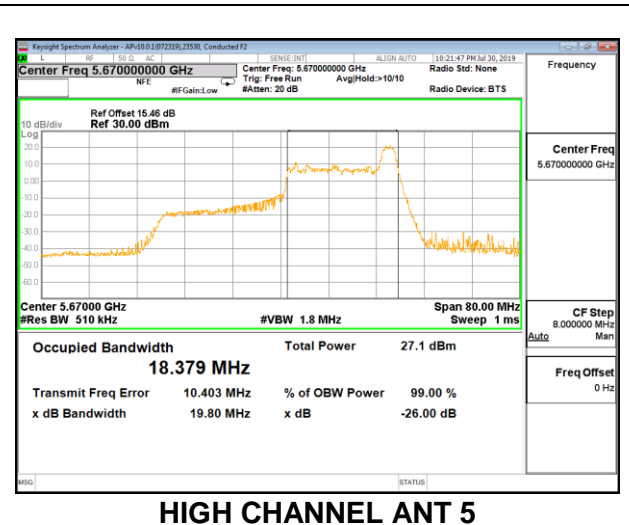 Keysight Spectrum Analyzer - APv10.0.1(072319),23530, Conducted F2
L RF 50 Ω AC SENSE:INT ALIGN AUTO 10:21:47 PM Jul 30, 2019
Center Freq 5.670000000 GHz
NFE
#IFGain:Low
Center Freq: 5.670000000 GHz
Trig: Free Run Avg|Hold:>10/10
#Atten: 20 dB
Radio Std: None
Radio Device: BTS
Frequency
Ref Offset 15.46 dB
10 dB/div Ref 30.00 dBm
Log
20.0
10.0
0.00
-10.0
-20.0
-30.0
-40.0
-50.0
-60.0
Center 5.67000 GHz Span 80.00 MHz
#Res BW 510 kHz #VBW 1.8 MHz Sweep 1 ms
Occupied Bandwidth Total Power 27.1 dBm
18.379 MHz
Transmit Freq Error 10.403 MHz % of OBW Power 99.00 %
x dB Bandwidth 19.80 MHz x dB -26.00 dB
Center Freq
5.670000000 GHz
CF Step
8.000000 MHz
Auto Man
Freq Offset
0 Hz
MSG STATUS
HIGH CHANNEL ANT 5